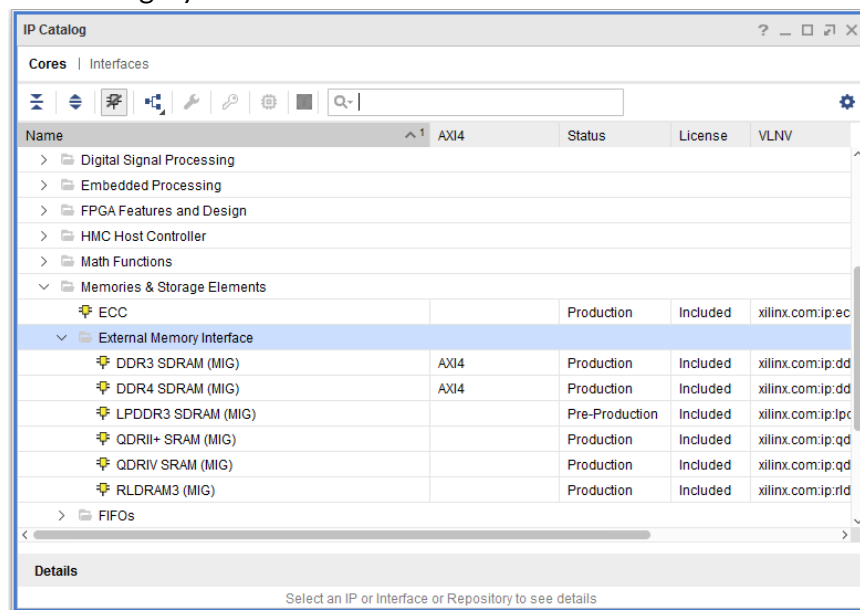 IP Catalog ? _
Cores | Interfaces
Q-
Name 1 AXI4 Status License VLNV
Digital Signal Processing
Embedded Processing
FPGA Features and Design
HMC Host Controller
Math Functions
Memories & Storage Elements
ECC Production Included xilinx.com:ip:ec
External Memory Interface
DDR3 SDRAM (MIG) AXI4 Production Included xilinx.com:ip:dd
DDR4 SDRAM (MIG) AXI4 Production Included xilinx.com:ip:dd
LPDDR3 SDRAM (MIG) Pre-Production Included xilinx.com:ip:lpd
QDRII+ SRAM (MIG) Production Included xilinx.com:ip:qd
QDRIV SRAM (MIG) Production Included xilinx.com:ip:qd
RLDRAM3 (MIG) Production Included xilinx.com:ip:rld
FIFOs
Details
Select an IP or Interface or Repository to see details